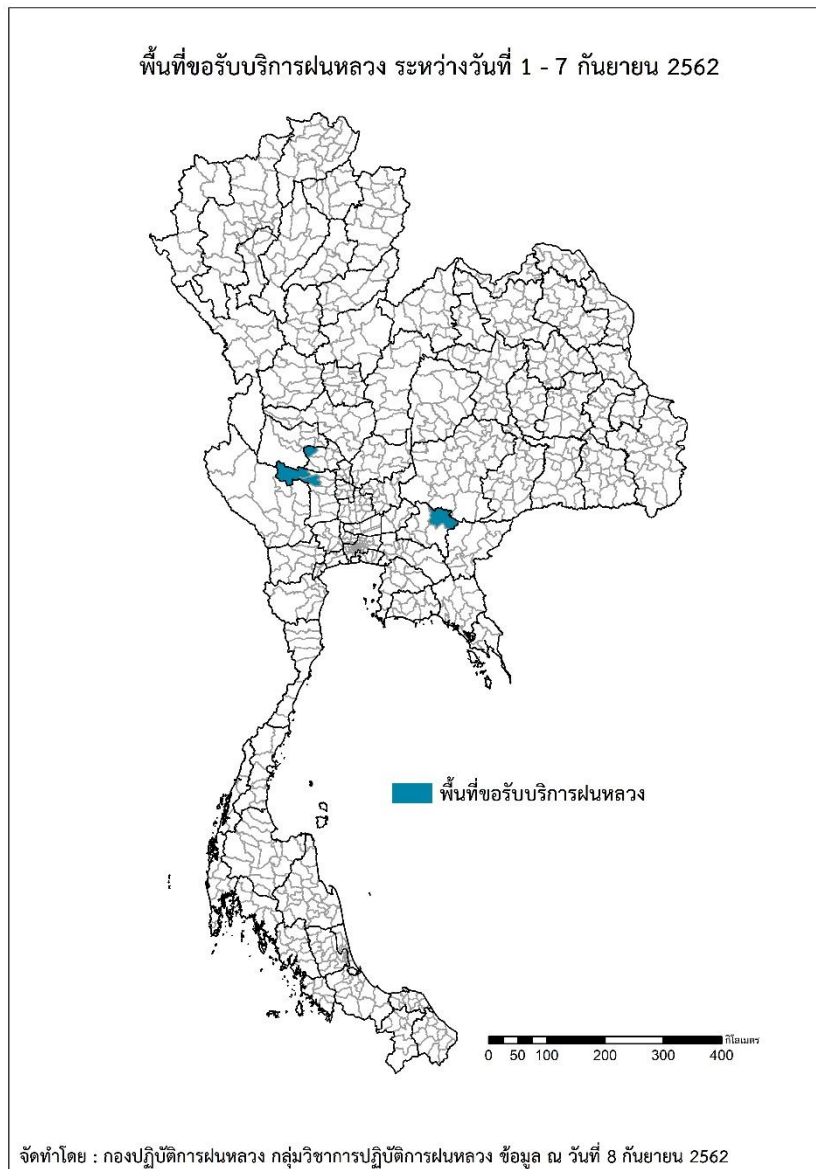 พื้นที่ขอรับบริการฝนหลวง ระหว่างวันที่ 1 - 7 กันยายน 2562
พื้นที่ขอรับบริการฝนหลวง
กิโลเมตร
0 50 100 200 300 400
จัดทำโดย : กองปฏิบัติการฝนหลวง กลุ่มวิชาการปฏิบัติการฝนหลวง ข้อมูล ณ วันที่ 8 กันยายน 2562